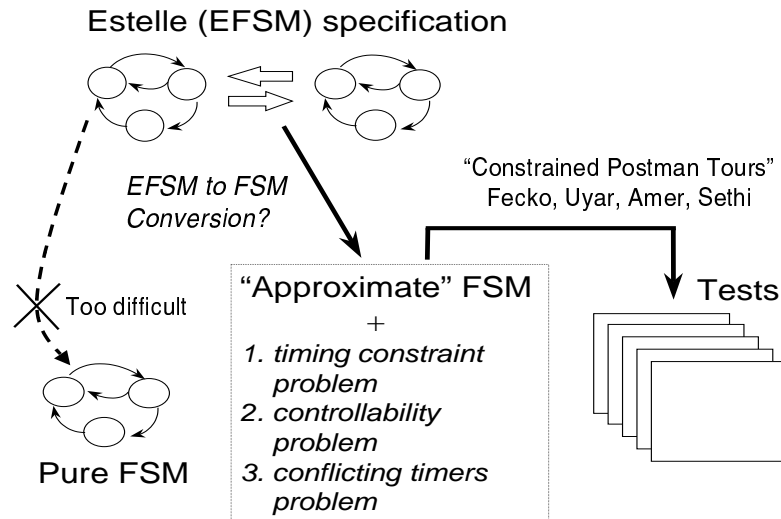 Estelle (EFSM) specification
EFSM to FSM
Conversion?
“Constrained Postman Tours”
Fecko, Uyar, Amer, Sethi
Too difficult
“Approximate” FSM
+
1. timing constraint
problem
2. controllability
problem
3. conflicting timers
problem
Tests
Pure FSM